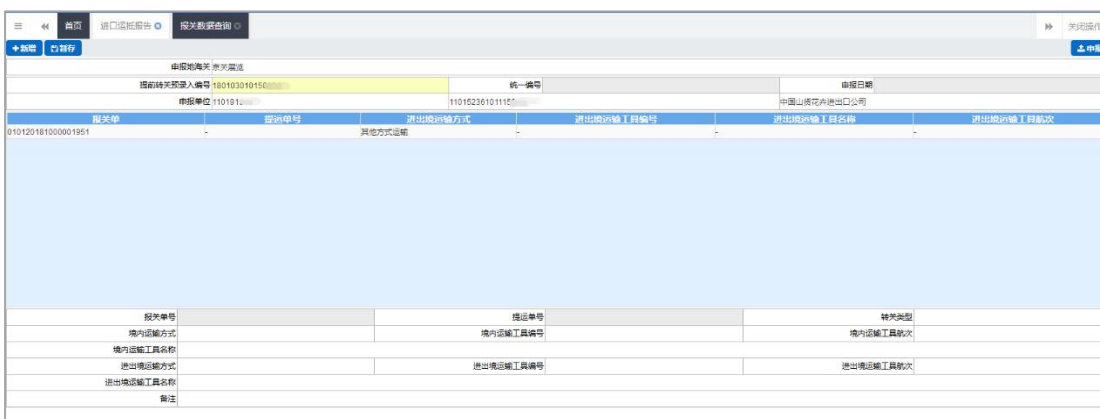 首页 进口运抵报告 报关数据查询 关闭操作
+新增 暂存 申报
申报地海关 京关展览
提前转关预录入编号 180103010150 统一编号 申报日期
申报单位 110191 11015236101115 中国山货花卉进出口公司
报关单 提运单号 进出境运输方式 进出境运输工具编号 进出境运输工具名称 进出境运输工具航次
010120181000001951 - 其他方式运输 - - -
报关单号 提运单号 转关类型
境内运输方式 境内运输工具编号 境内运输工具航次
境内运输工具名称
进出境运输方式 进出境运输工具编号 进出境运输工具航次
进出境运输工具名称
备注